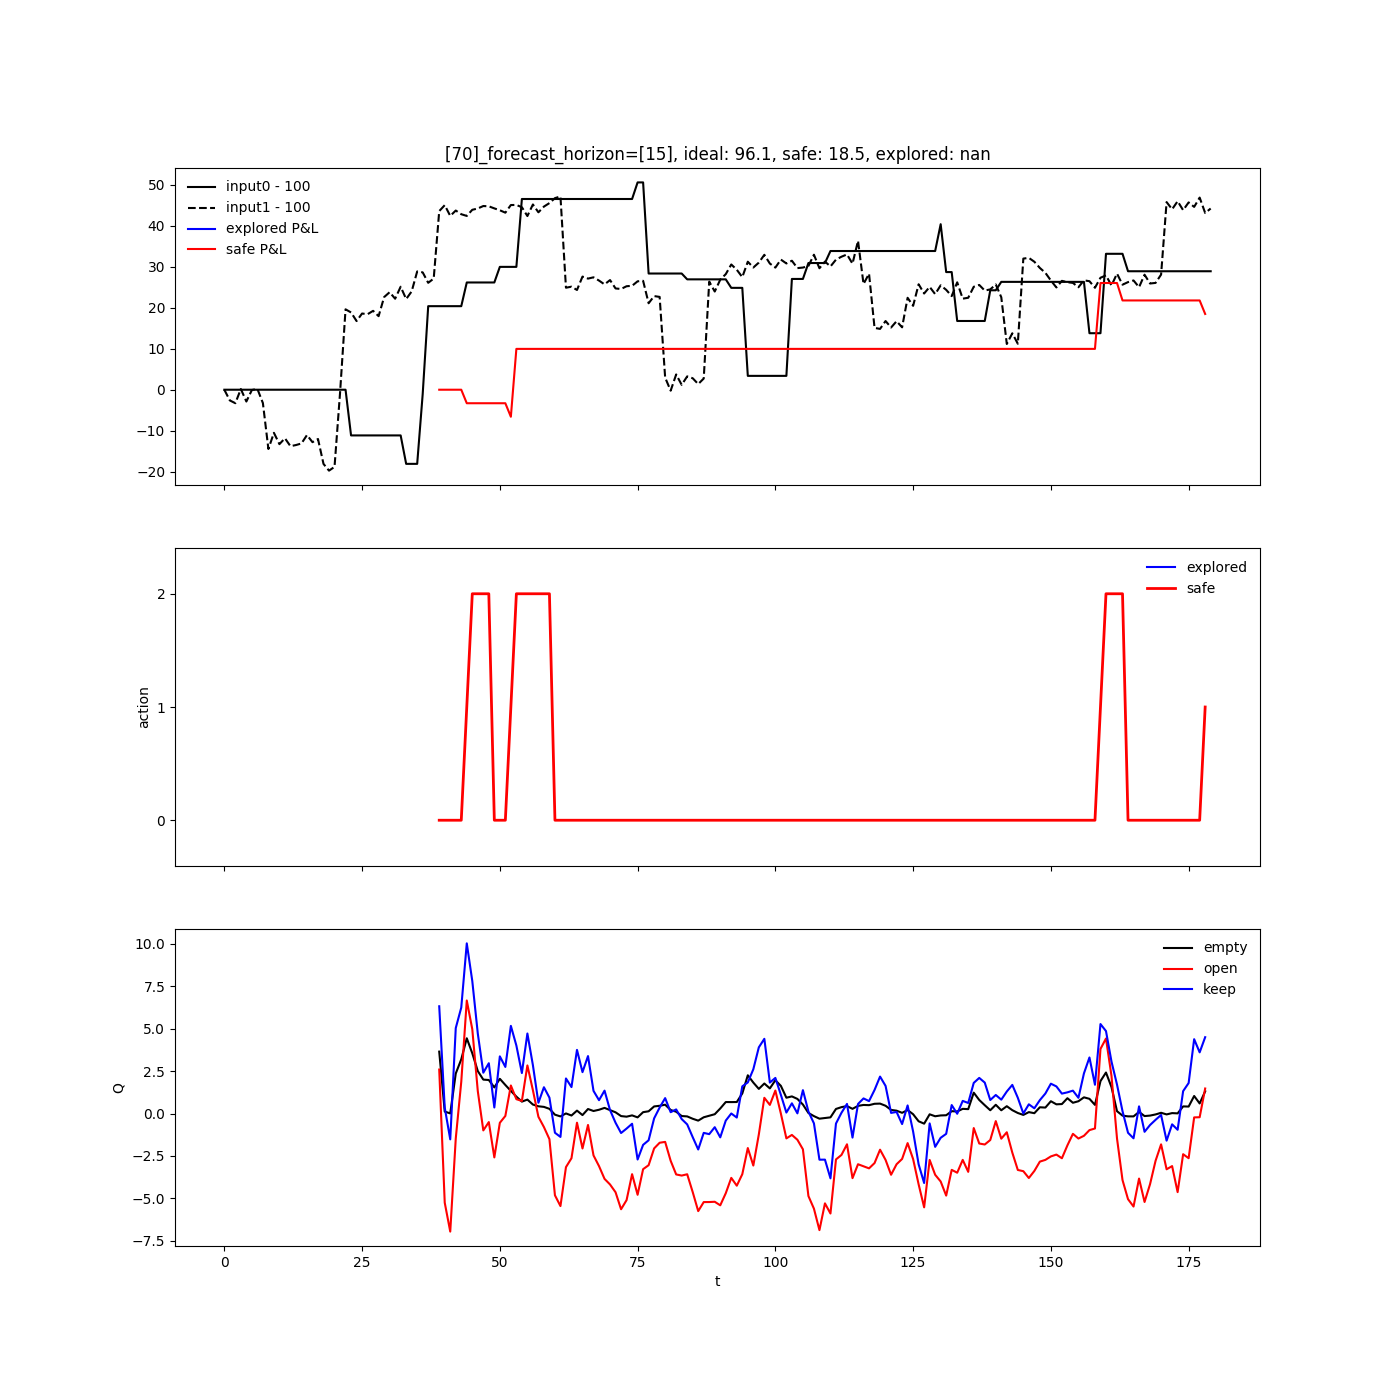 [70]_forecast_horizon=[15], ideal: 96.1, safe: 18.5, explored: nan
50
40
30
20
10
0
−10
−20
input0 - 100
input1 - 100
explored P&L
safe P&L
2
1
0
action
explored
safe
10.0
7.5
5.0
2.5
0.0
−2.5
−5.0
−7.5
Q
empty
open
keep
0 25 50 75 100 125 150 175
t